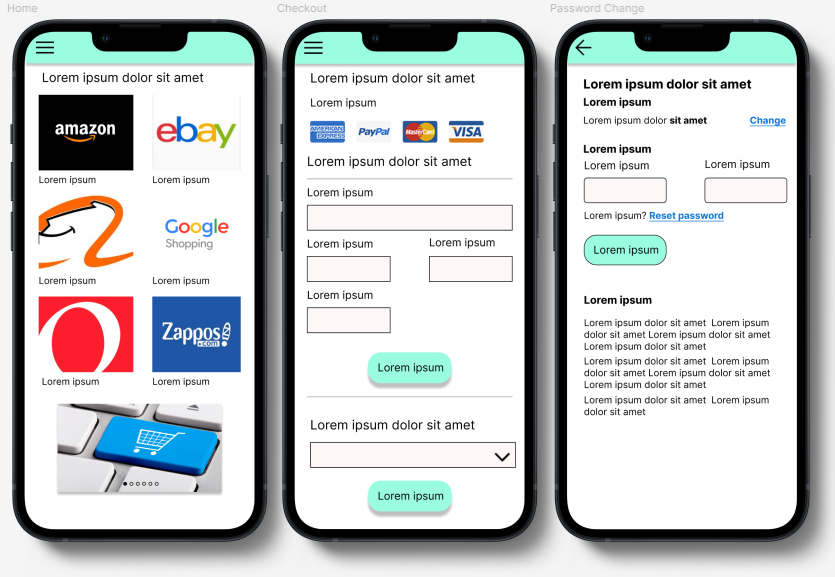 Home
Lorem ipsum dolor sit amet
amazon
ebay
Lorem ipsum
Lorem ipsum
Google
Shopping
Lorem ipsum
Lorem ipsum
Zappos
.com
Lorem ipsum
Lorem ipsum
Checkout
Lorem ipsum dolor sit amet
Lorem ipsum
AMERICAN
EXPRESS
PayPal
MasterCard
VISA
Lorem ipsum dolor sit amet
Lorem ipsum
Lorem ipsum
Lorem ipsum
Lorem ipsum
Lorem ipsum
Lorem ipsum dolor sit amet
Lorem ipsum
Password Change
Lorem ipsum dolor sit amet
Lorem ipsum
Lorem ipsum dolor sit amet
Change
Lorem ipsum
Lorem ipsum
Lorem ipsum
Lorem ipsum? Reset password
Lorem ipsum
Lorem ipsum
Lorem ipsum dolor sit amet Lorem ipsum
dolor sit amet Lorem ipsum dolor sit amet
Lorem ipsum dolor sit amet
Lorem ipsum dolor sit amet Lorem ipsum
dolor sit amet Lorem ipsum dolor sit amet
Lorem ipsum dolor sit amet
Lorem ipsum dolor sit amet Lorem ipsum
dolor sit amet